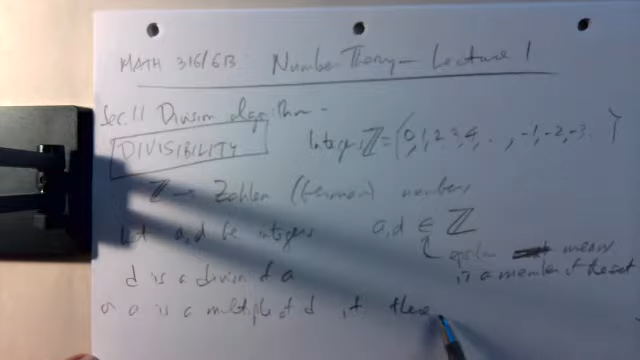 MATH 316/613 Number Theory - Lecture 1
Sec. 1.1 Division algorithm -
DIVISIBILITY Integers ℤ = {0, 1, 2, 3, 4, . . , -1, -2, -3 . . }
ℤ → Zahlen (German) numbers
Let a, d be integers a, d ∈ ℤ
epsilon means
d is a divisor of a is a member of the set
or a is a multiple of d if there